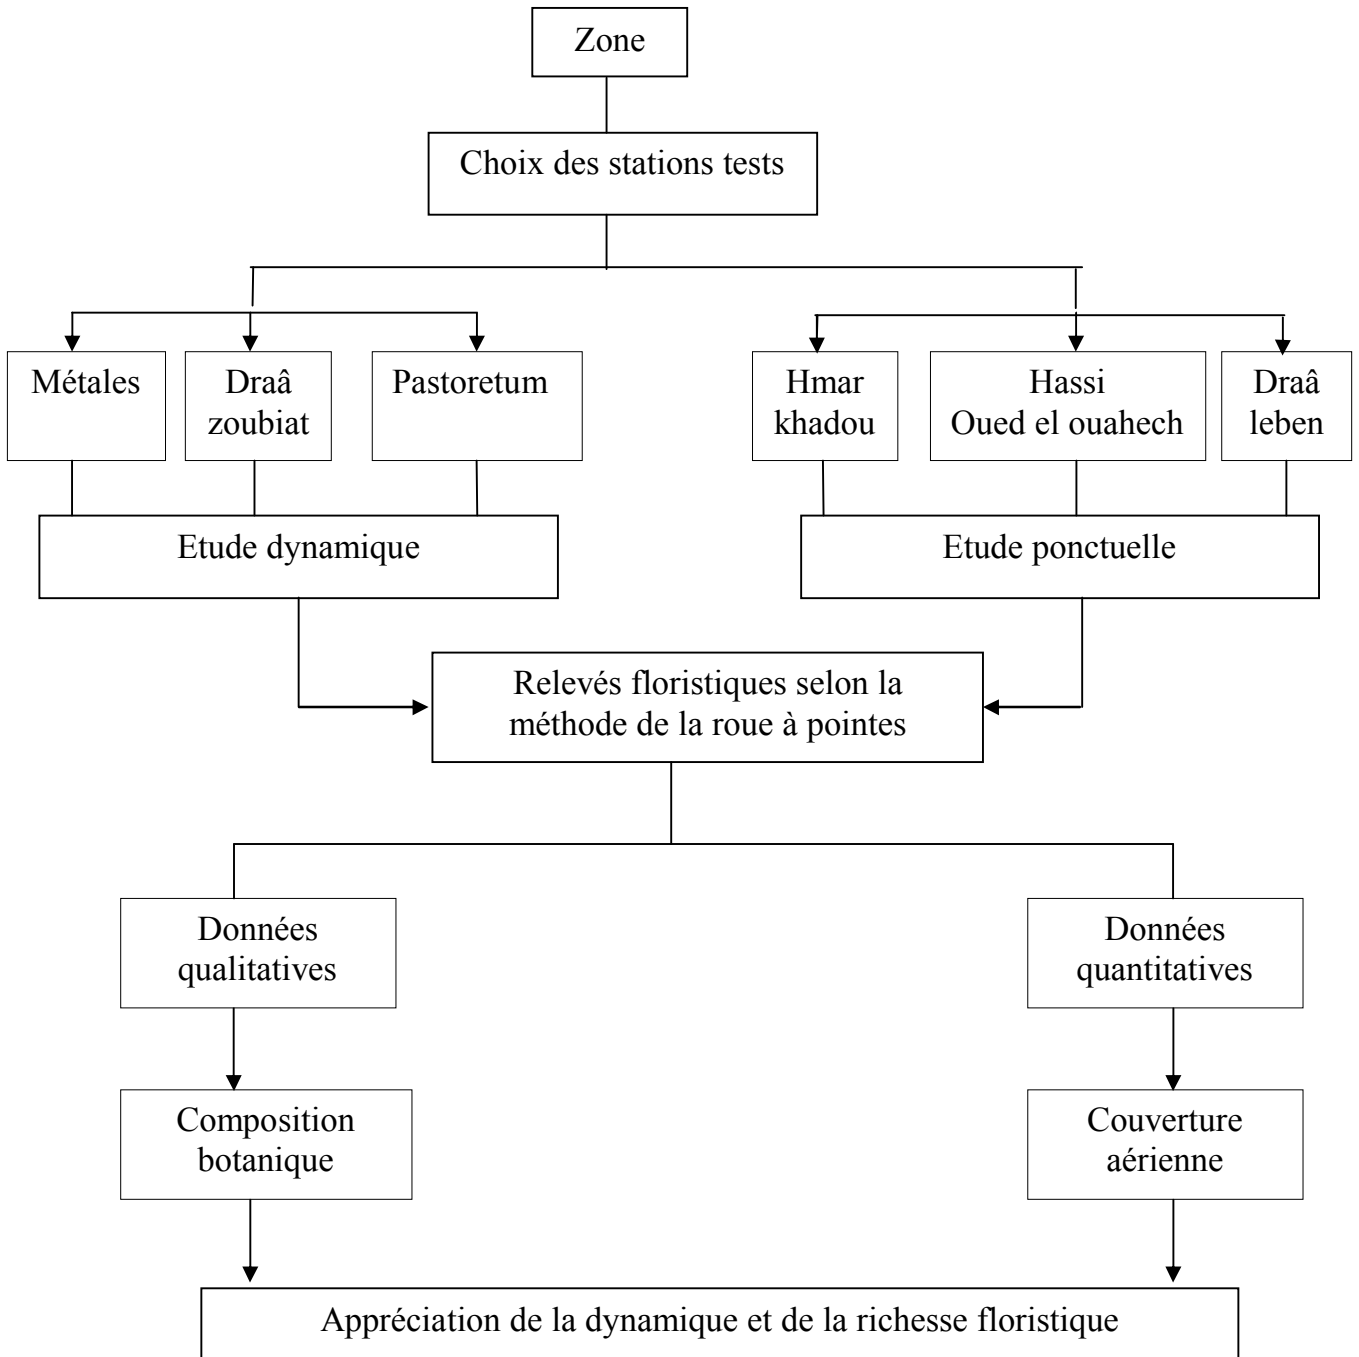 Zone
Choix des stations tests
Métales
Draâ
zoubiat
Pastoretum
Hmar
khadou
Hassi
Oued el ouahech
Draâ
leben
Etude dynamique
Etude ponctuelle
Relevés floristiques selon la
méthode de la roue à pointes
Données
qualitatives
Données
quantitatives
Composition
botanique
Couverture
aérienne
Appréciation de la dynamique et de la richesse floristique